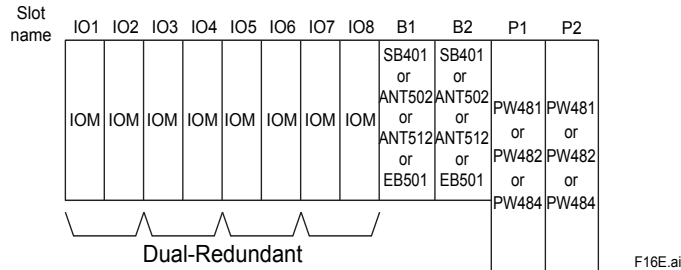 Slot
name
IO1 IO2 IO3 IO4 IO5 IO6 IO7 IO8 B1 B2 P1 P2
SB401 SB401
or or
ANT502 ANT502 PW481 PW481
IOM IOM IOM IOM IOM IOM IOM IOM or or or or
ANT512 ANT512 PW482 PW482
or or or or
EB501 EB501 PW484 PW484
Dual-Redundant
F16E.ai